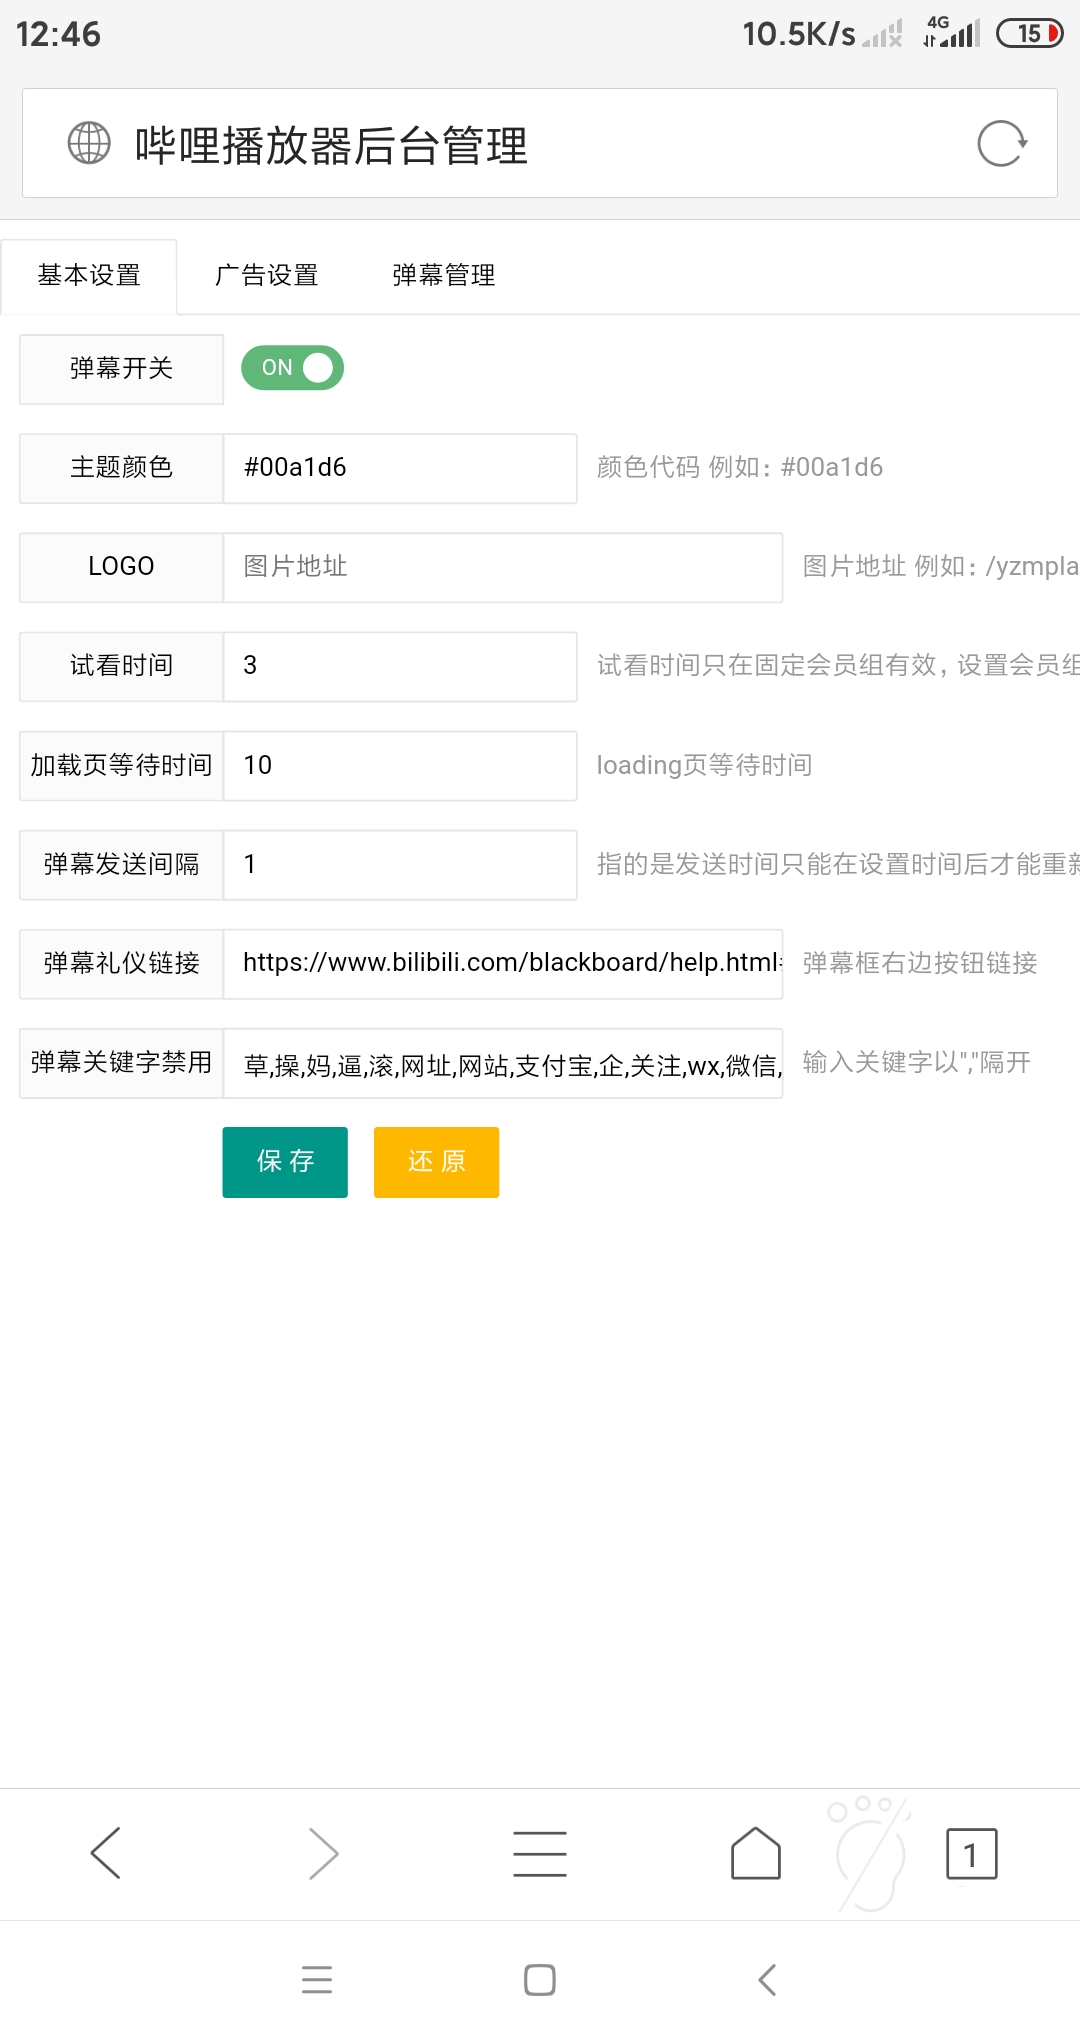 12:46 10.5K/s 4G 15
哔哩播放器后台管理
基本设置 广告设置 弹幕管理
弹幕开关 ON
主题颜色 #00a1d6 颜色代码 例如：#00a1d6
LOGO 图片地址 图片地址 例如：/yzmpla
试看时间 3 试看时间只在固定会员组有效，设置会员组
加载页等待时间 10 loading页等待时间
弹幕发送间隔 1 指的是发送时间只能在设置时间后才能重新
弹幕礼仪链接 https://www.bilibili.com/blackboard/help.html 弹幕框右边按钮链接
弹幕关键字禁用 草,操,妈,逼,滚,网址,网站,支付宝,企,关注,wx,微信, 输入关键字以","隔开
保 存 还 原
1